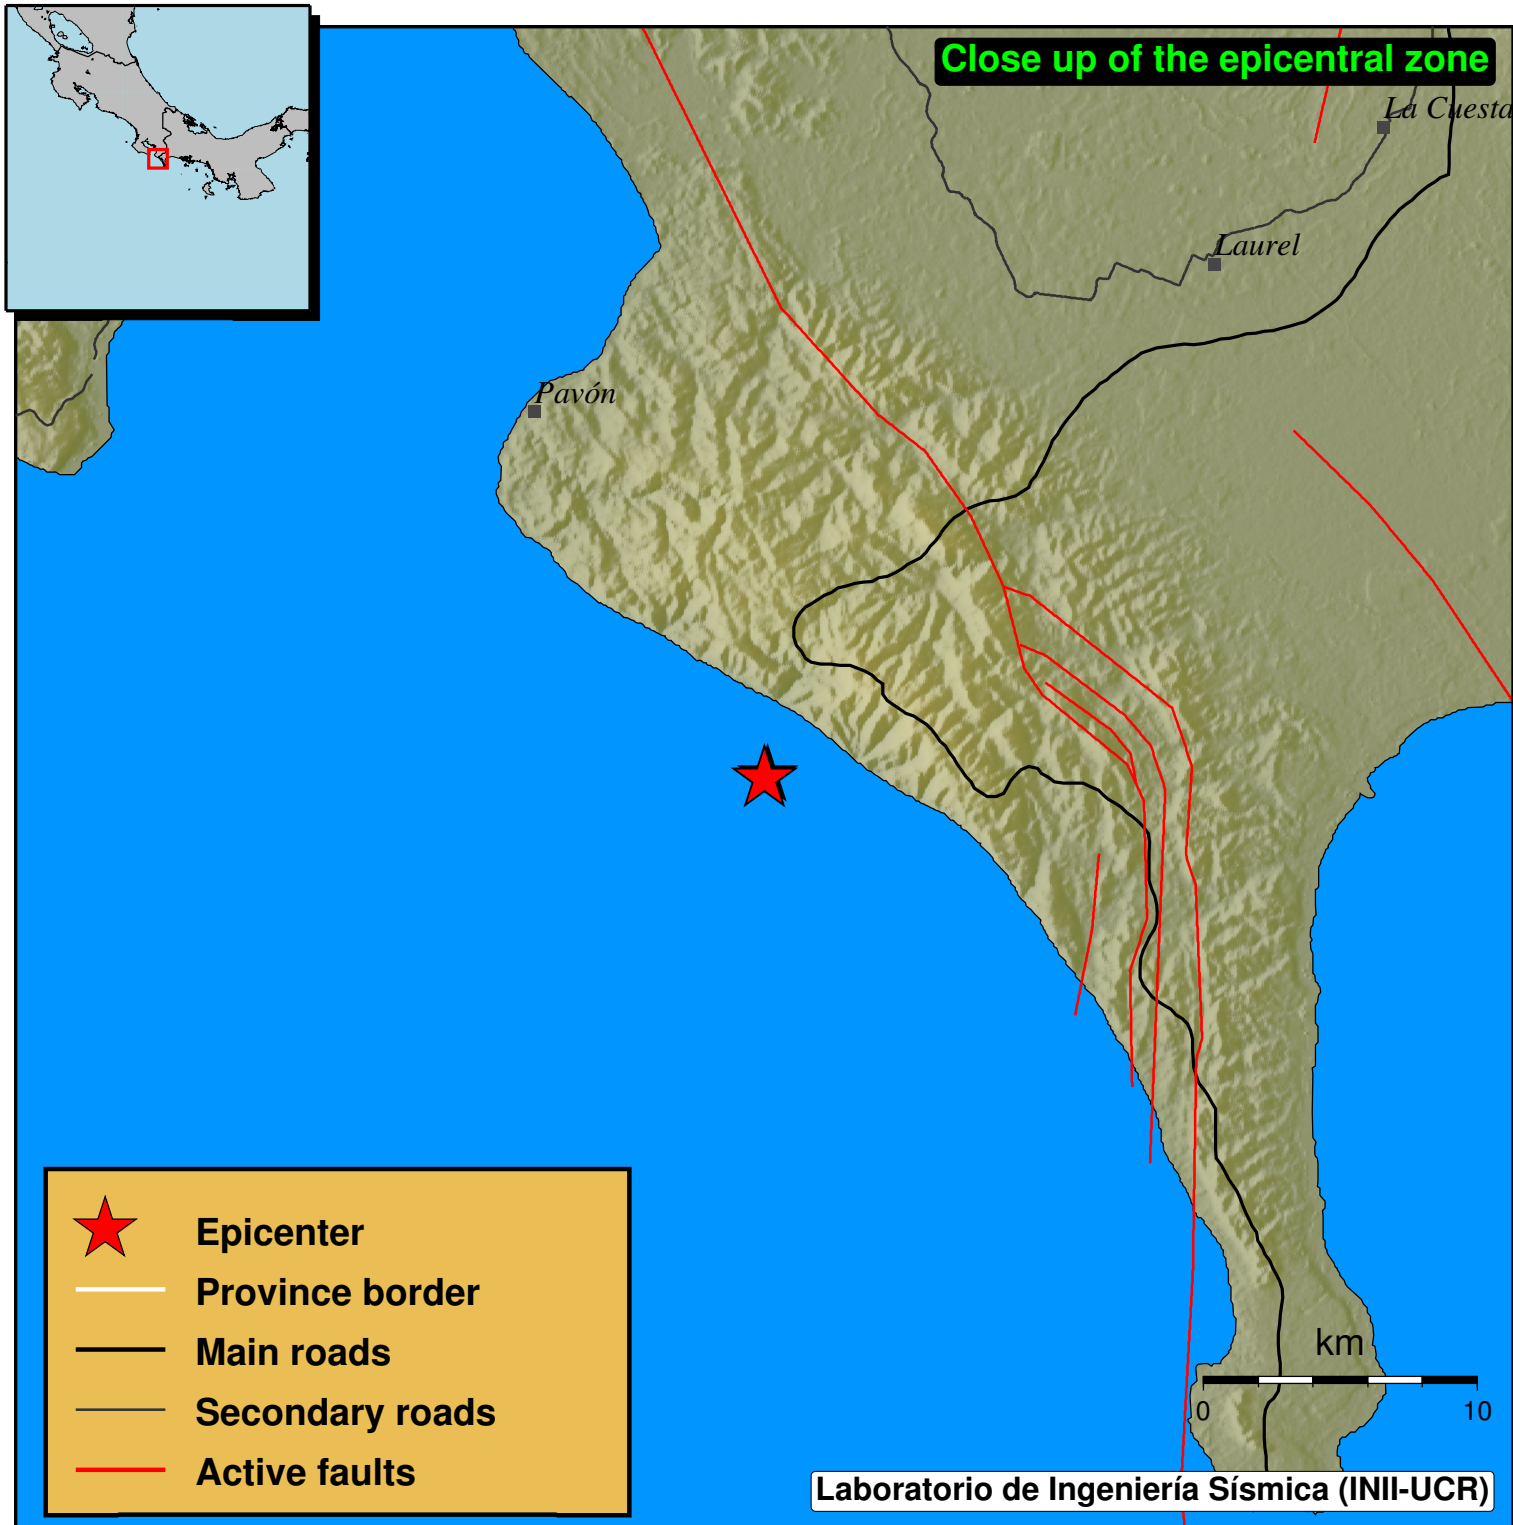 Close up of the epicentral zone
La Cuesta
Laurel
Pavón
Epicenter
Province border
Main roads
Secondary roads
Active faults
km
0 10
Laboratorio de Ingeniería Sísmica (INII-UCR)